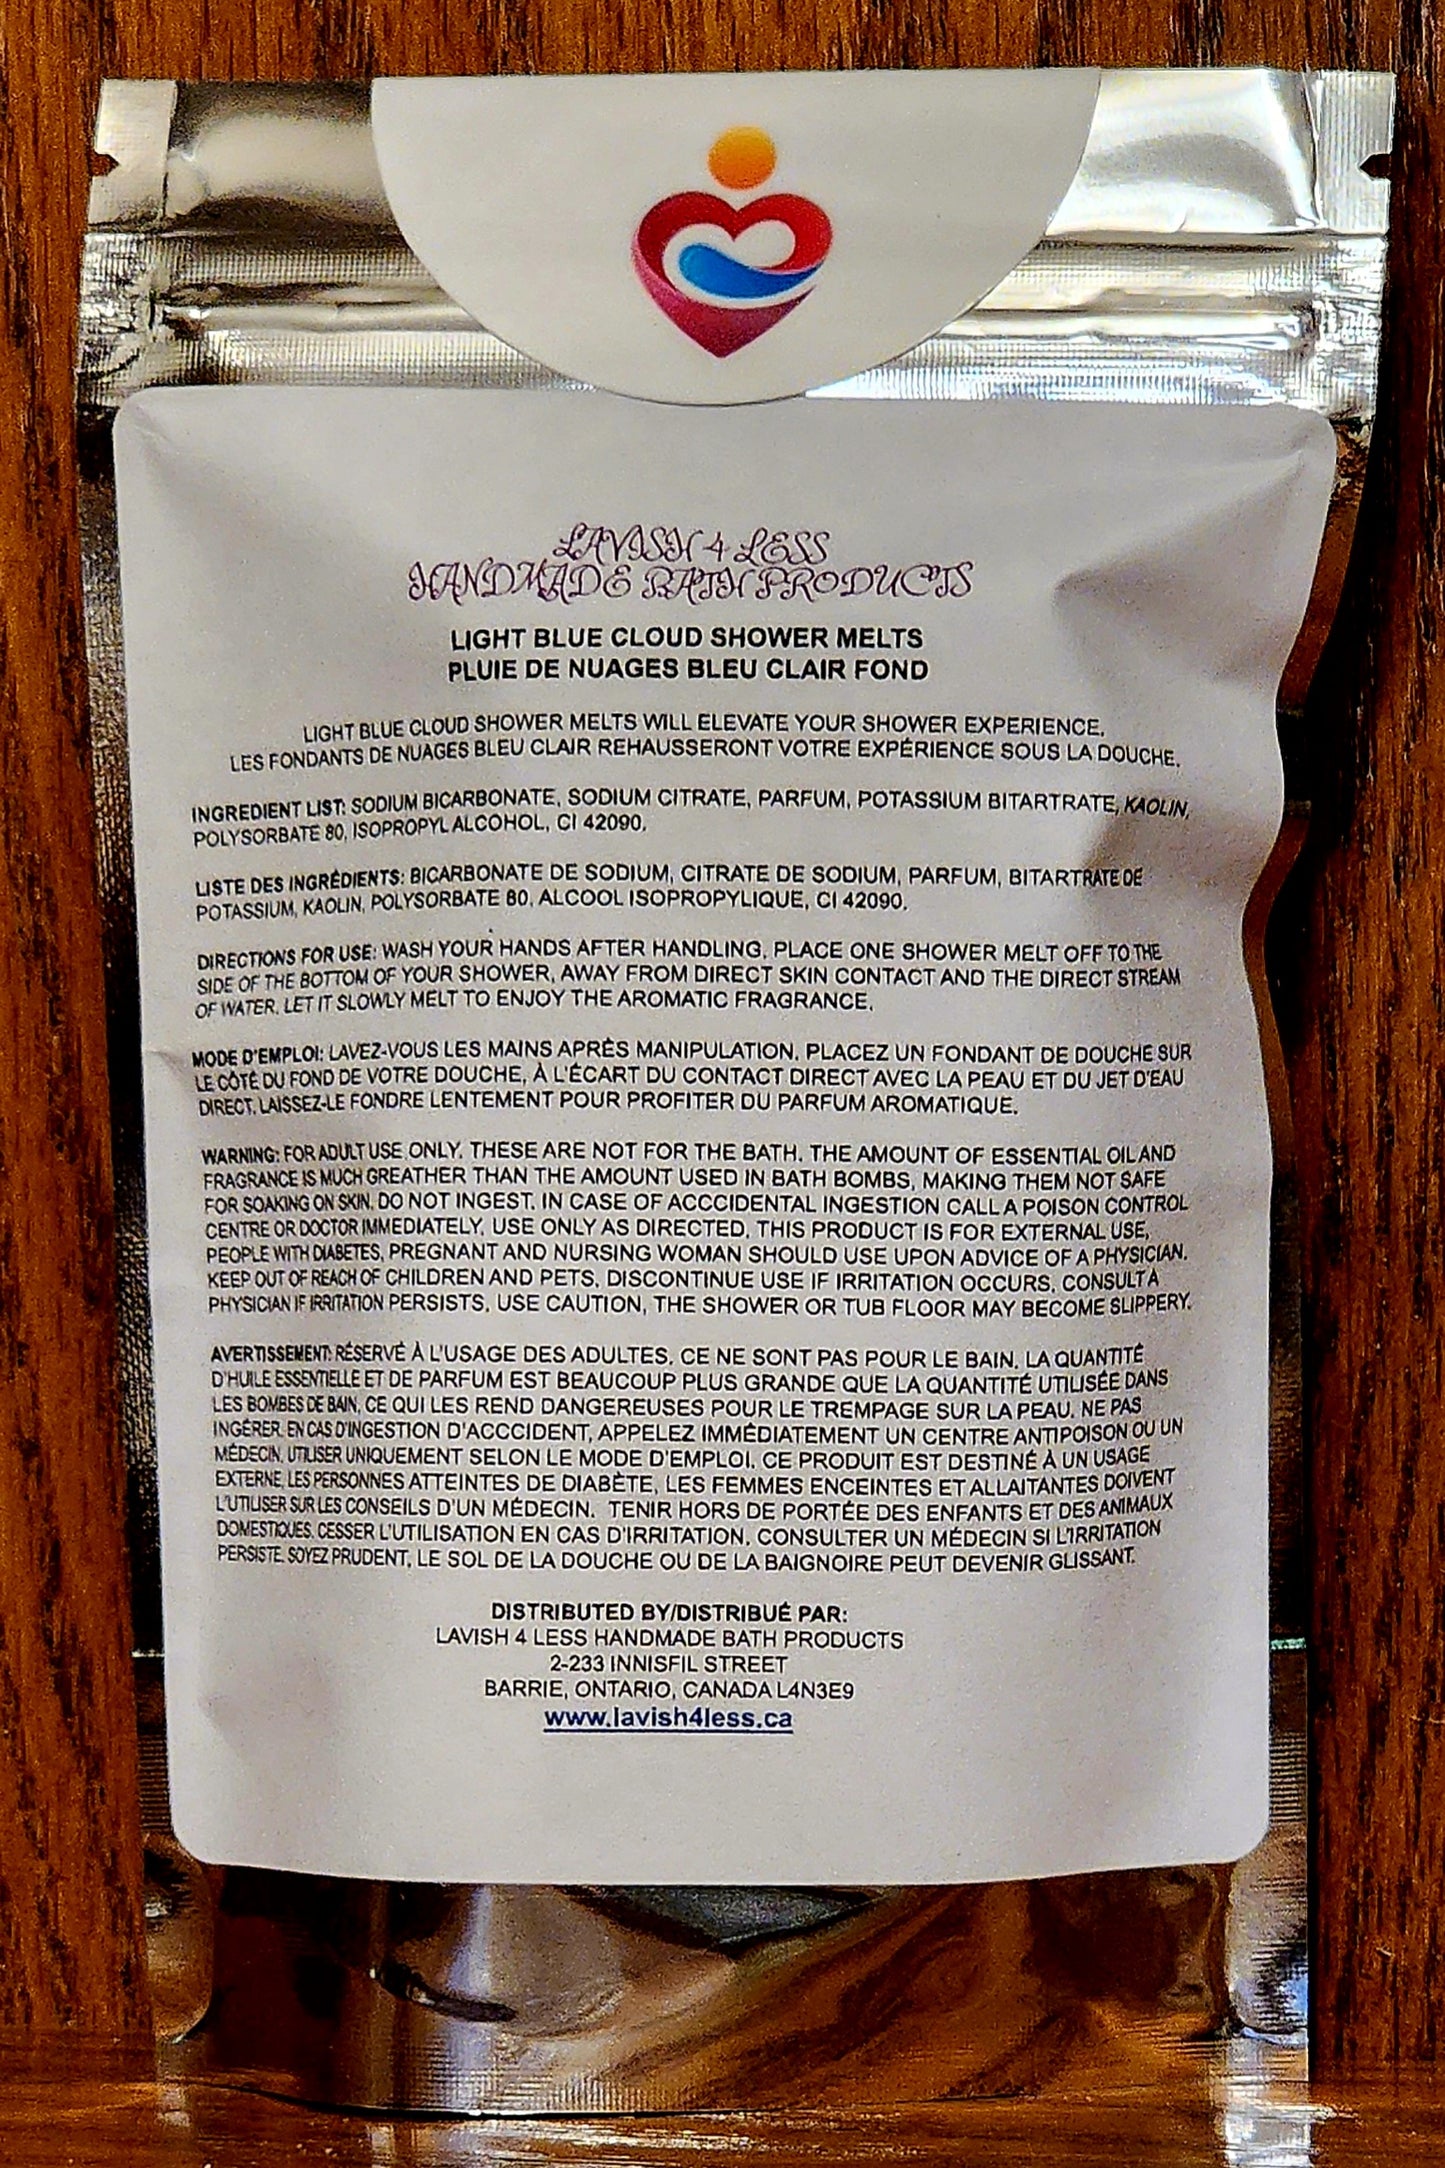 LAVISH 4 LESS
HANDMADE BATH PRODUCTS
LIGHT BLUE CLOUD SHOWER MELTS
PLUIE DE NUAGES BLEU CLAIR FOND
LIGHT BLUE CLOUD SHOWER MELTS WILL ELEVATE YOUR SHOWER EXPERIENCE.
LES FONDANTS DE NUAGES BLEU CLAIR REHAUSSERONT VOTRE EXPÉRIENCE SOUS LA DOUCHE.
INGREDIENT LIST: SODIUM BICARBONATE, SODIUM CITRATE, PARFUM, POTASSIUM BITARTRATE, KAOLIN,
POLYSORBATE 80, ISOPROPYL ALCOHOL, CI 42090.
LISTE DES INGRÉDIENTS: BICARBONATE DE SODIUM, CITRATE DE SODIUM, PARFUM, BITARTRATE DE
POTASSIUM, KAOLIN, POLYSORBATE 80, ALCOOL ISOPROPYLIQUE, CI 42090.
DIRECTIONS FOR USE: WASH YOUR HANDS AFTER HANDLING. PLACE ONE SHOWER MELT OFF TO THE
SIDE OF THE BOTTOM OF YOUR SHOWER, AWAY FROM DIRECT SKIN CONTACT AND THE DIRECT STREAM
OF WATER. LET IT SLOWLY MELT TO ENJOY THE AROMATIC FRAGRANCE.
MODE D'EMPLOI: LAVEZ-VOUS LES MAINS APRÈS MANIPULATION. PLACEZ UN FONDANT DE DOUCHE SUR
LE CÔTÉ DU FOND DE VOTRE DOUCHE, À L'ÉCART DU CONTACT DIRECT AVEC LA PEAU ET DU JET D'EAU
DIRECT. LAISSEZ-LE FONDRE LENTEMENT POUR PROFITER DU PARFUM AROMATIQUE.
WARNING: FOR ADULT USE ONLY. THESE ARE NOT FOR THE BATH. THE AMOUNT OF ESSENTIAL OIL AND
FRAGRANCE IS MUCH GREATHER THAN THE AMOUNT USED IN BATH BOMBS, MAKING THEM NOT SAFE
FOR SOAKING ON SKIN. DO NOT INGEST. IN CASE OF ACCCIDENTAL INGESTION CALL A POISON CONTROL
CENTRE OR DOCTOR IMMEDIATELY. USE ONLY AS DIRECTED. THIS PRODUCT IS FOR EXTERNAL USE,
PEOPLE WITH DIABETES, PREGNANT AND NURSING WOMAN SHOULD USE UPON ADVICE OF A PHYSICIAN.
KEEP OUT OF REACH OF CHILDREN AND PETS. DISCONTINUE USE IF IRRITATION OCCURS. CONSULT A
PHYSICIAN IF IRRITATION PERSISTS. USE CAUTION, THE SHOWER OR TUB FLOOR MAY BECOME SLIPPERY.
AVERTISSEMENT: RÉSERVÉ À L'USAGE DES ADULTES. CE NE SONT PAS POUR LE BAIN. LA QUANTITÉ
D'HUILE ESSENTIELLE ET DE PARFUM EST BEAUCOUP PLUS GRANDE QUE LA QUANTITÉ UTILISÉE DANS
LES BOMBES DE BAIN, CE QUI LES REND DANGEREUSES POUR LE TREMPAGE SUR LA PEAU. NE PAS
INGÉRER. EN CAS D'INGESTION D'ACCCIDENT, APPELEZ IMMÉDIATEMENT UN CENTRE ANTIPOISON OU UN
MÉDECIN. UTILISER UNIQUEMENT SELON LE MODE D'EMPLOI. CE PRODUIT EST DESTINÉ À UN USAGE
EXTERNE, LES PERSONNES ATTEINTES DE DIABÈTE, LES FEMMES ENCEINTES ET ALLAITANTES DOIVENT
L'UTILISER SUR LES CONSEILS D'UN MÉDECIN. TENIR HORS DE PORTÉE DES ENFANTS ET DES ANIMAUX
DOMESTIQUES. CESSER L'UTILISATION EN CAS D'IRRITATION. CONSULTER UN MÉDECIN SI L'IRRITATION
PERSISTE. SOYEZ PRUDENT, LE SOL DE LA DOUCHE OU DE LA BAIGNOIRE PEUT DEVENIR GLISSANT.
DISTRIBUTED BY/DISTRIBUÉ PAR:
LAVISH 4 LESS HANDMADE BATH PRODUCTS
2-233 INNISFIL STREET
BARRIE, ONTARIO, CANADA L4N3E9
www.lavish4less.ca